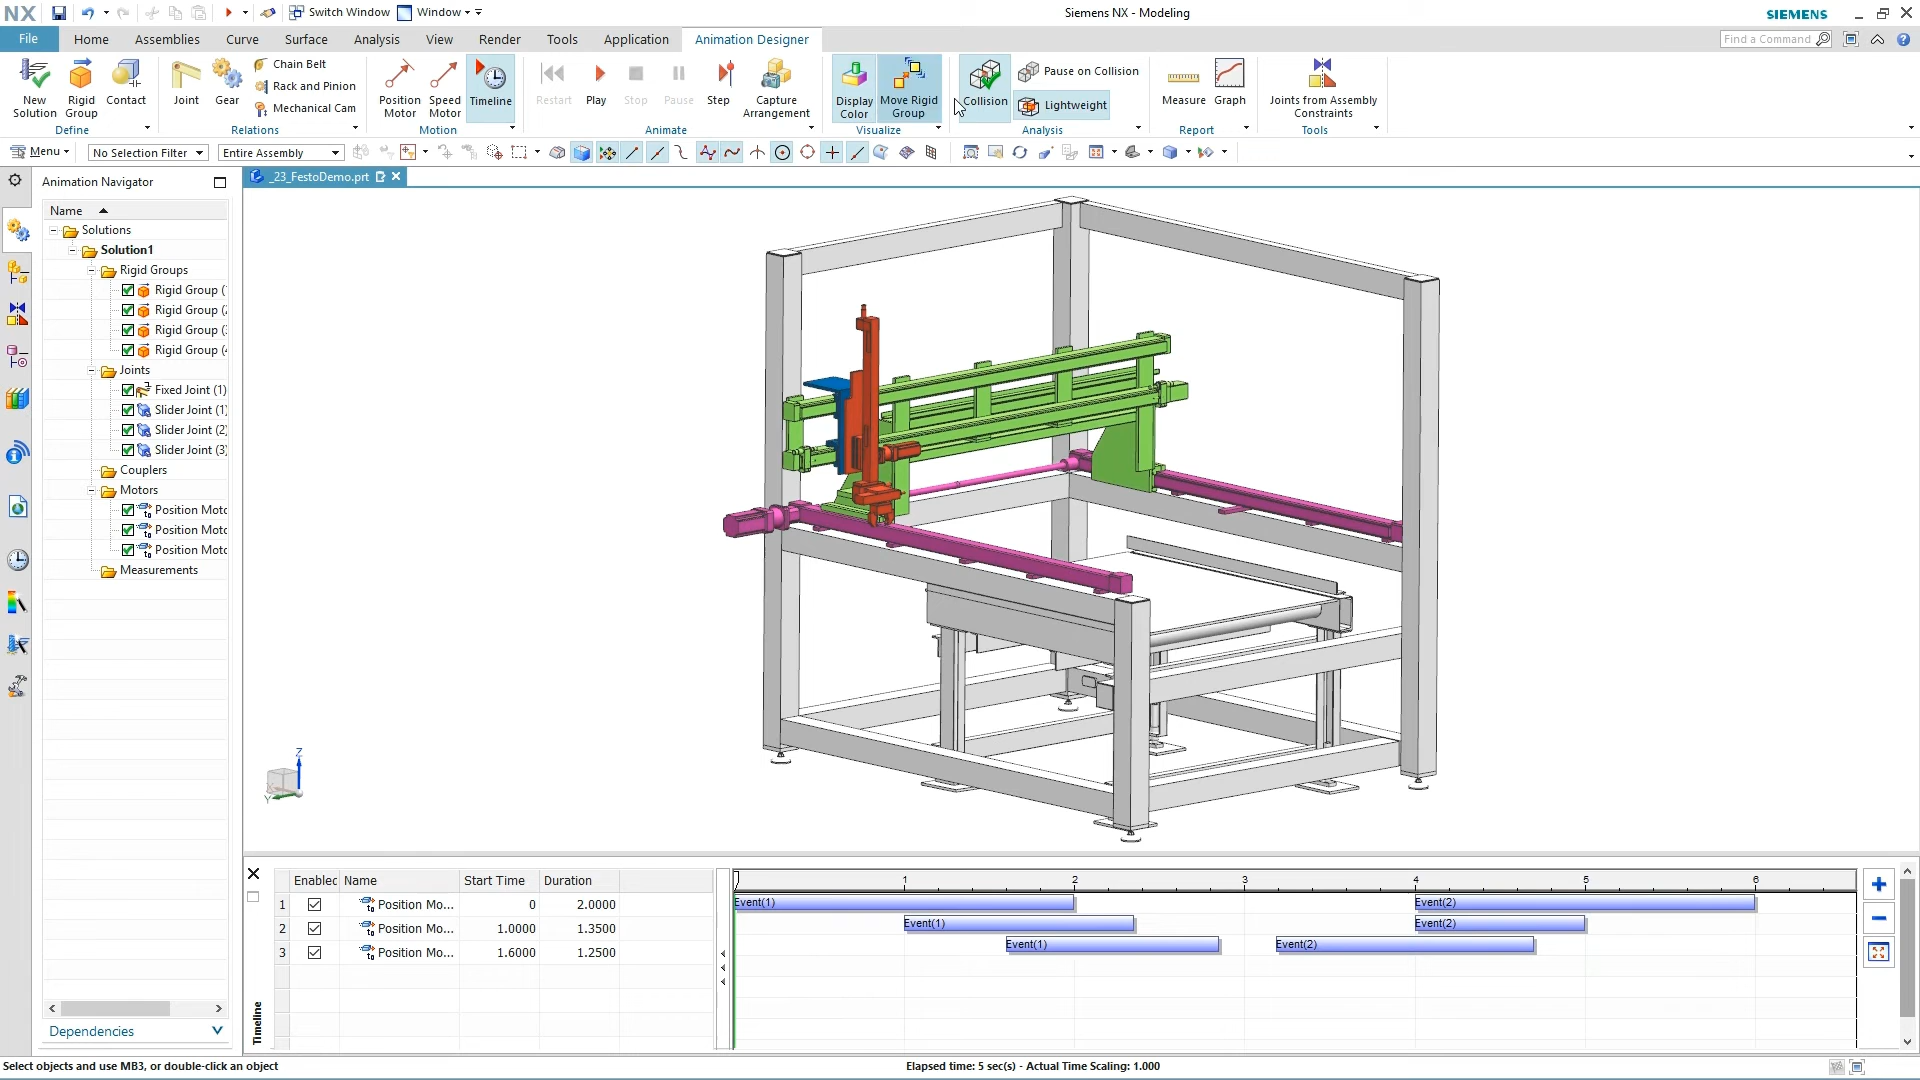 NX
Switch Window
Window
Siemens NX - Modeling
SIEMENS
File
Home
Assemblies
Curve
Surface
Analysis
View
Render
Tools
Application
Animation Designer
Find a Command
New Solution
Rigid Group
Contact
Define
Joint
Gear
Chain Belt
Rack and Pinion
Mechanical Cam
Relations
Position Motor
Speed Motor
Timeline
Motion
Restart
Play
Stop
Pause
Step
Capture Arrangement
Animate
Display Color
Move Rigid Group
Visualize
Collision
Pause on Collision
Lightweight
Analysis
Measure
Graph
Report
Joints from Assembly Constraints
Tools
Menu
No Selection Filter
Entire Assembly
Animation Navigator
_23_FestoDemo.prt
Name
Solutions
Solution1
Rigid Groups
Rigid Group (
Rigid Group (
Rigid Group (
Rigid Group (
Joints
Fixed Joint (1)
Slider Joint (1)
Slider Joint (2)
Slider Joint (3)
Couplers
Motors
Position Moto
Position Moto
Position Moto
Measurements
Dependencies
Z
X
Y
Timeline
Enabled Name Start Time Duration
1 Position Mo... 0 2.0000
2 Position Mo... 1.0000 1.3500
3 Position Mo... 1.6000 1.2500
1 2 3 4 5 6
Event(1) Event(2)
Event(1) Event(2)
Event(1) Event(2)
Select objects and use MB3, or double-click an object
Elapsed time: 5 sec(s) - Actual Time Scaling: 1.000